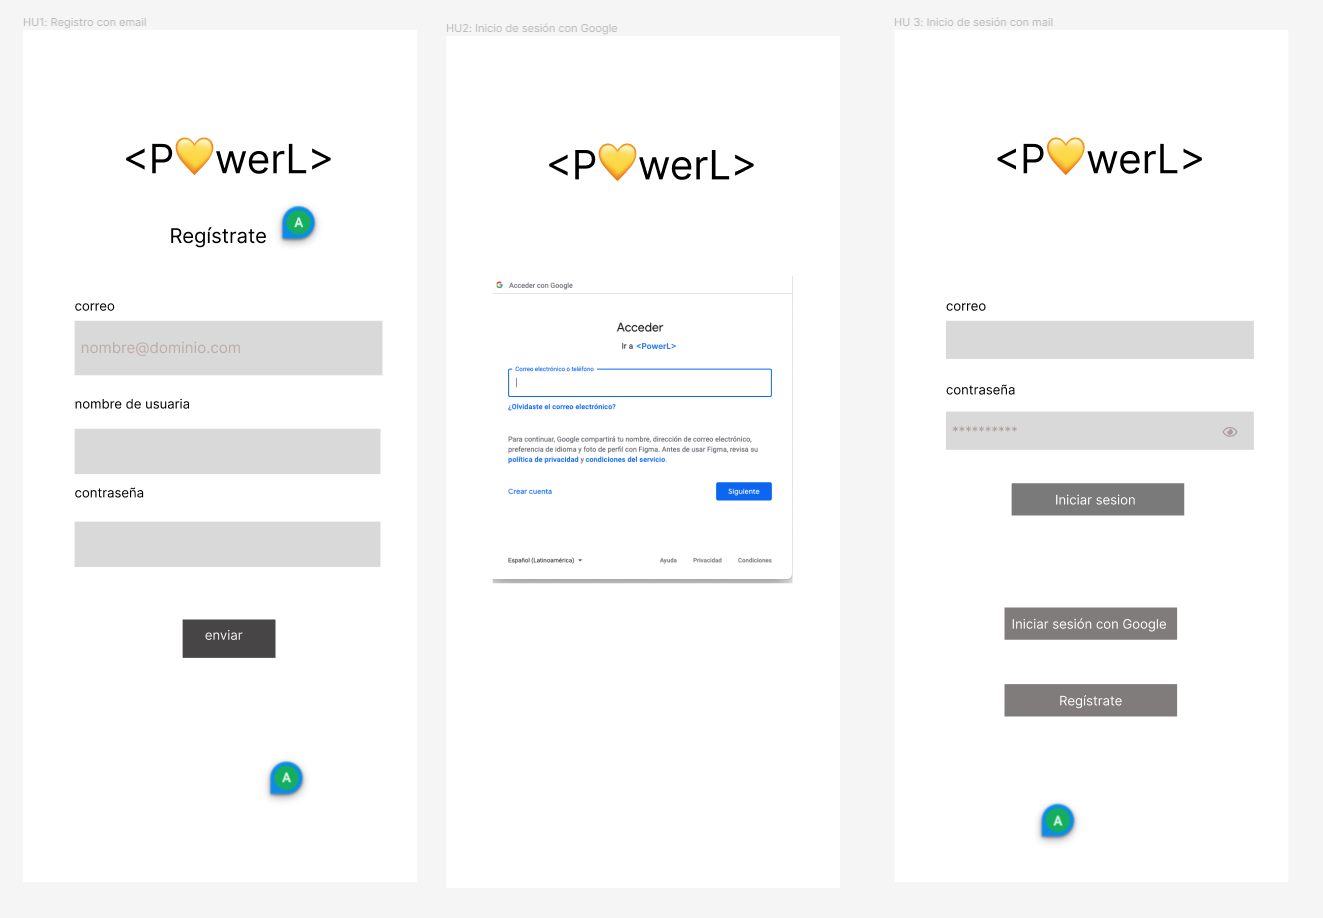 HU1: Registro con email
<P💛werL>
A
Regístrate
correo
nombre@dominio.com
nombre de usuaria
contraseña
enviar
A
HU2: Inicio de sesión con Google
<P💛werL>
G Acceder con Google
Acceder
Ir a <PowerL>
Correo electrónico o teléfono
¿Olvidaste el correo electrónico?
Para continuar, Google compartirá tu nombre, dirección de correo electrónico,
preferencia de idioma y foto de perfil con Figma. Antes de usar Figma, revisa su
política de privacidad y condiciones del servicio.
Crear cuenta
Siguiente
Español (Latinoamérica)
Ayuda
Privacidad
Condiciones
HU 3: Inicio de sesión con mail
<P💛werL>
correo
contraseña
**********
Iniciar sesion
Iniciar sesión con Google
Regístrate
A